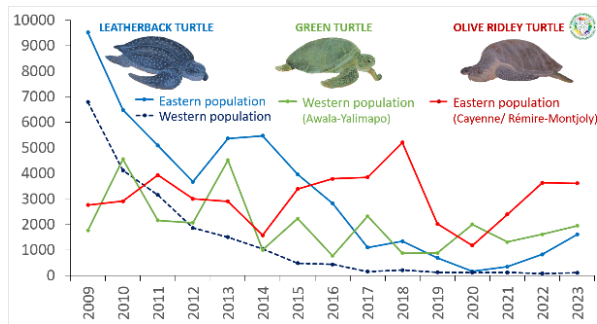 LEATHERBACK TURTLE
GREEN TURTLE
OLIVE RIDLEY TURTLE
Eastern population
Western population
Western population
(Awala-Yalimapo)
Eastern population
(Cayenne/ Rémire-Montjoly)
10000
9000
8000
7000
6000
5000
4000
3000
2000
1000
0
2009
2010
2011
2012
2013
2014
2015
2016
2017
2018
2019
2020
2021
2022
2023